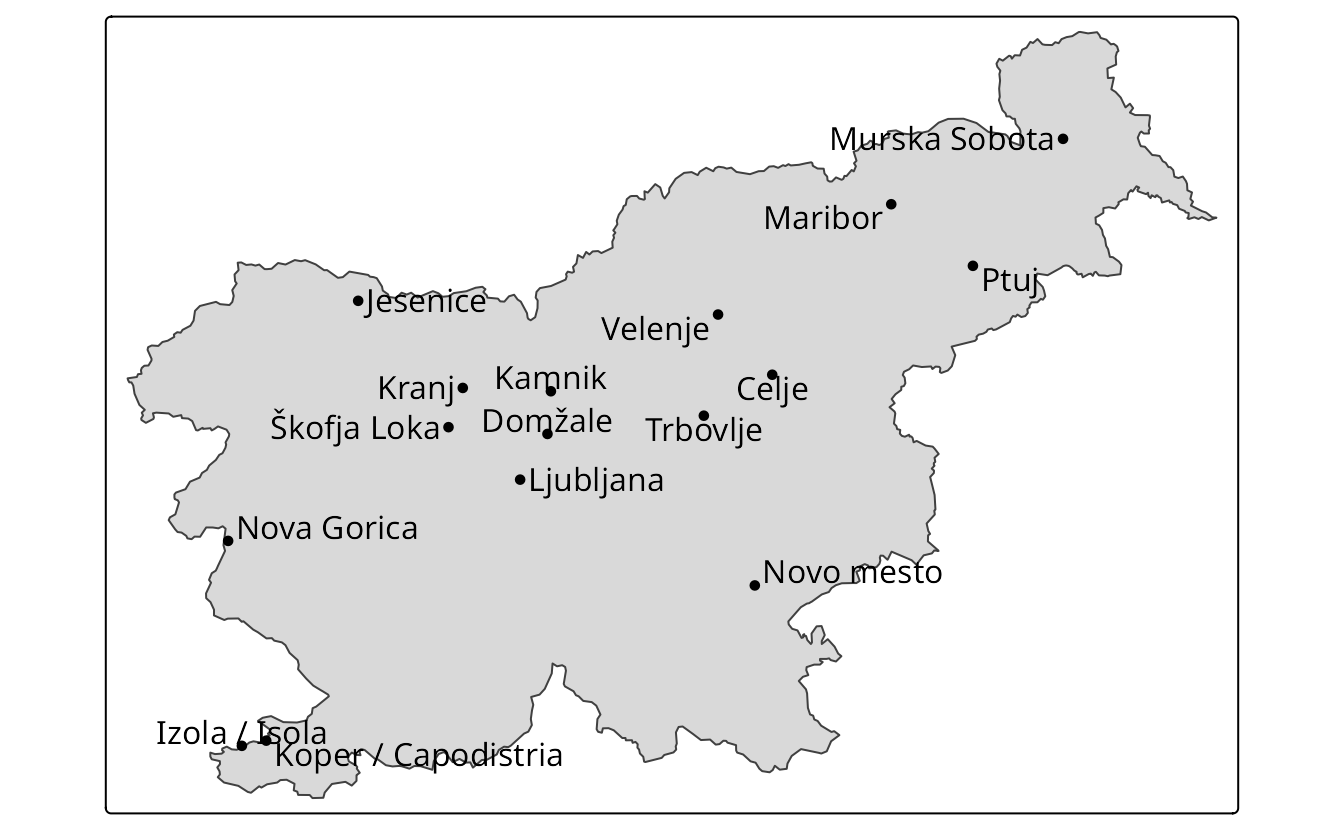 Murska Sobota
Maribor
Ptuj
Jesenice
Velenje
Kamnik
Kranj
Celje
Domžale
Škofja Loka
Trbovlje
Ljubljana
Nova Gorica
Novo mesto
Izola / Isola
Koper / Capodistria